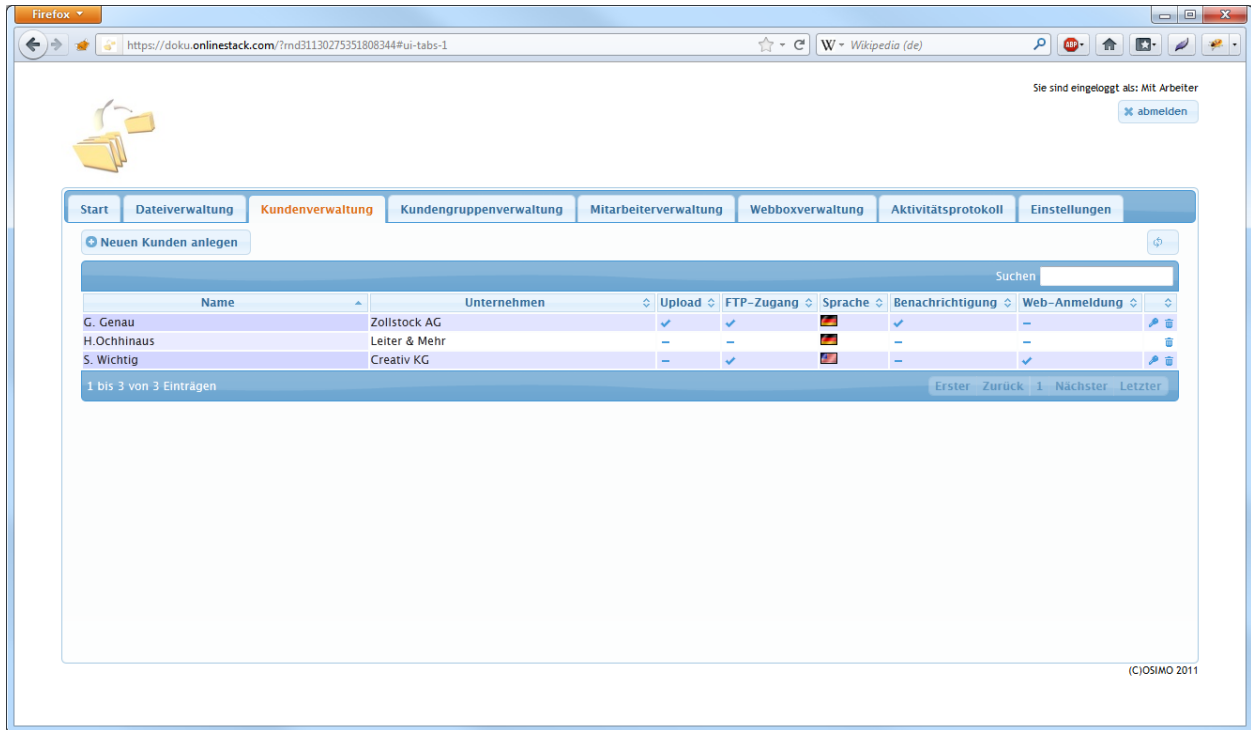 Firefox
https://doku.onlinestack.com/?rnd31130275351808344#ui-tabs-1
W Wikipedia (de)
ABP
Sie sind eingeloggt als: Mit Arbeiter
abmelden
Start Dateiverwaltung Kundenverwaltung Kundengruppenverwaltung Mitarbeiterverwaltung Webboxverwaltung Aktivitätsprotokoll Einstellungen
Neuen Kunden anlegen
Suchen
Name Unternehmen Upload FTP-Zugang Sprache Benachrichtigung Web-Anmeldung
G. Genau Zollstock AG
H.Ochhinaus Leiter & Mehr
S. Wichtig Creativ KG
1 bis 3 von 3 Einträgen
Erster Zurück 1 Nächster Letzter
(C)OSIMO 2011